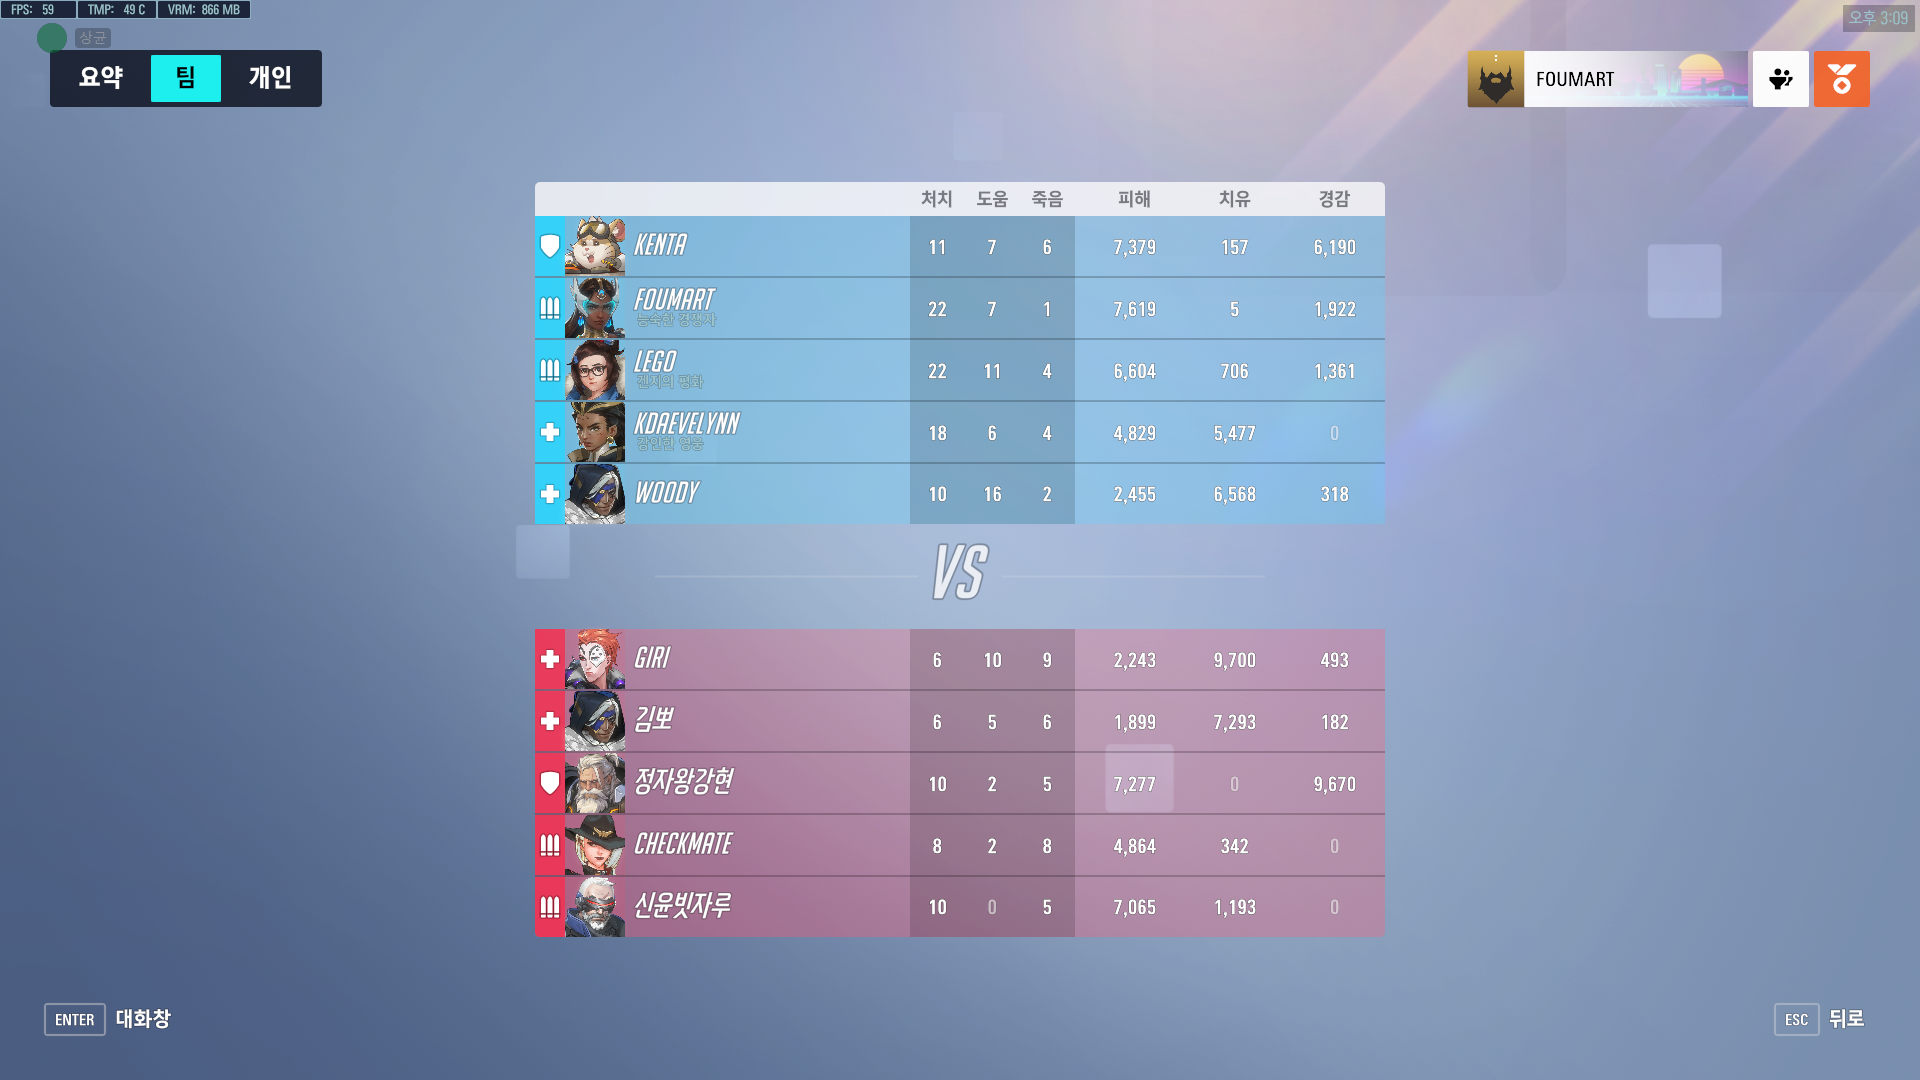 FPS: 59 TMP: 49 C VRM: 866 MB
오후 3:09
상균
요약 팀 개인
FOUMART
처치 도움 죽음 피해 치유 경감
KENTA 11 7 6 7,379 157 6,190
FOUMART 22 7 1 7,619 5 1,922
능숙한 경쟁자
LEGO 22 11 4 6,604 706 1,361
겐지의 평화
KDAEVELYNN 18 6 4 4,829 5,477 0
강인한 영웅
WOODY 10 16 2 2,455 6,568 318
VS
GIRI 6 10 9 2,243 9,700 493
김뽀 6 5 6 1,899 7,293 182
정자왕강현 10 2 5 7,277 0 9,670
CHECKMATE 8 2 8 4,864 342 0
신윤빗자루 10 0 5 7,065 1,193 0
ENTER 대화창
ESC 뒤로